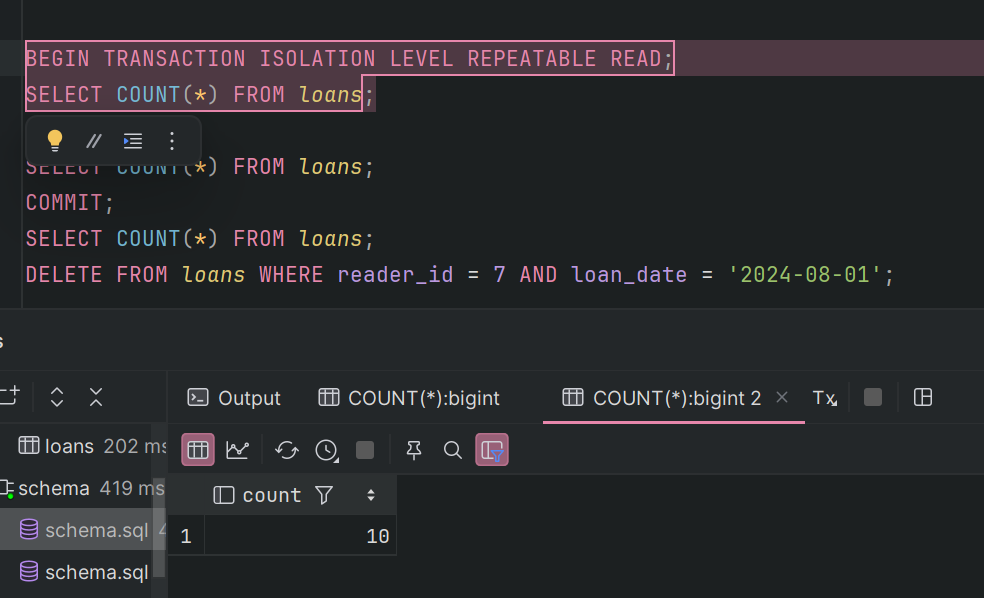 BEGIN TRANSACTION ISOLATION LEVEL REPEATABLE READ;
SELECT COUNT(*) FROM loans;
SELECT COUNT(*) FROM loans;
COMMIT;
SELECT COUNT(*) FROM loans;
DELETE FROM loans WHERE reader_id = 7 AND loan_date = '2024-08-01';
s
Output COUNT(*):bigint COUNT(*):bigint 2 Tx
loans 202 ms
schema 419 ms
schema.sql 4
schema.sql
count
1 10